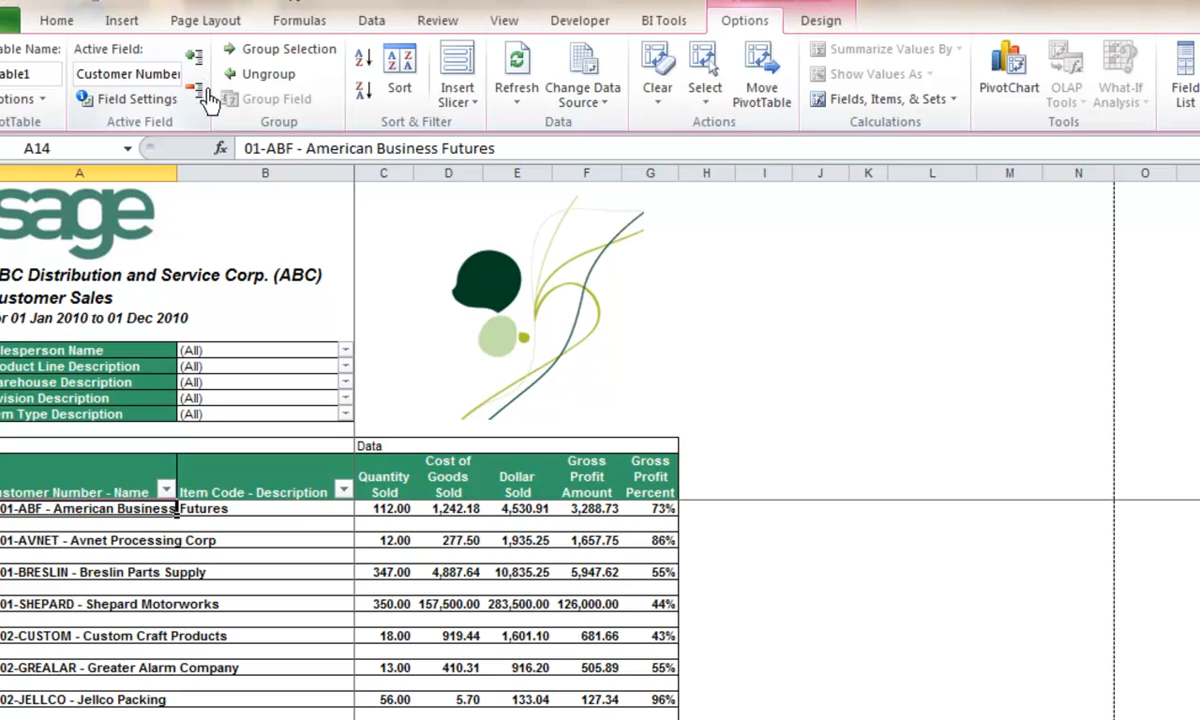 Home Insert Page Layout Formulas Data Review View Developer BI Tools Options Design
able Name: Active Field: Group Selection Summarize Values By
able1 Customer Number Ungroup Show Values As
ptions Field Settings Group Field Sort Insert Slicer Refresh Change Data Source Clear Select Move PivotTable Fields, Items, & Sets PivotChart OLAP Tools What-If Analysis Field List
otTable Active Field Group Sort & Filter Data Actions Calculations Tools
A14 fx 01-ABF - American Business Futures
A B C D E F G H I J K L M N O
sage
BC Distribution and Service Corp. (ABC)
ustomer Sales
or 01 Jan 2010 to 01 Dec 2010
lesperson Name (All)
oduct Line Description (All)
arehouse Description (All)
vision Description (All)
em Type Description (All)
Data
ustomer Number - Name Item Code - Description Quantity Sold Cost of Goods Sold Dollar Sold Gross Profit Amount Gross Profit Percent
01-ABF - American Business Futures 112.00 1,242.18 4,530.91 3,288.73 73%
01-AVNET - Avnet Processing Corp 12.00 277.50 1,935.25 1,657.75 86%
01-BRESLIN - Breslin Parts Supply 347.00 4,887.64 10,835.25 5,947.62 55%
01-SHEPARD - Shepard Motorworks 350.00 157,500.00 283,500.00 126,000.00 44%
02-CUSTOM - Custom Craft Products 18.00 919.44 1,601.10 681.66 43%
02-GREALAR - Greater Alarm Company 13.00 410.31 916.20 505.89 55%
02-JELLCO - Jellco Packing 56.00 5.70 133.04 127.34 96%